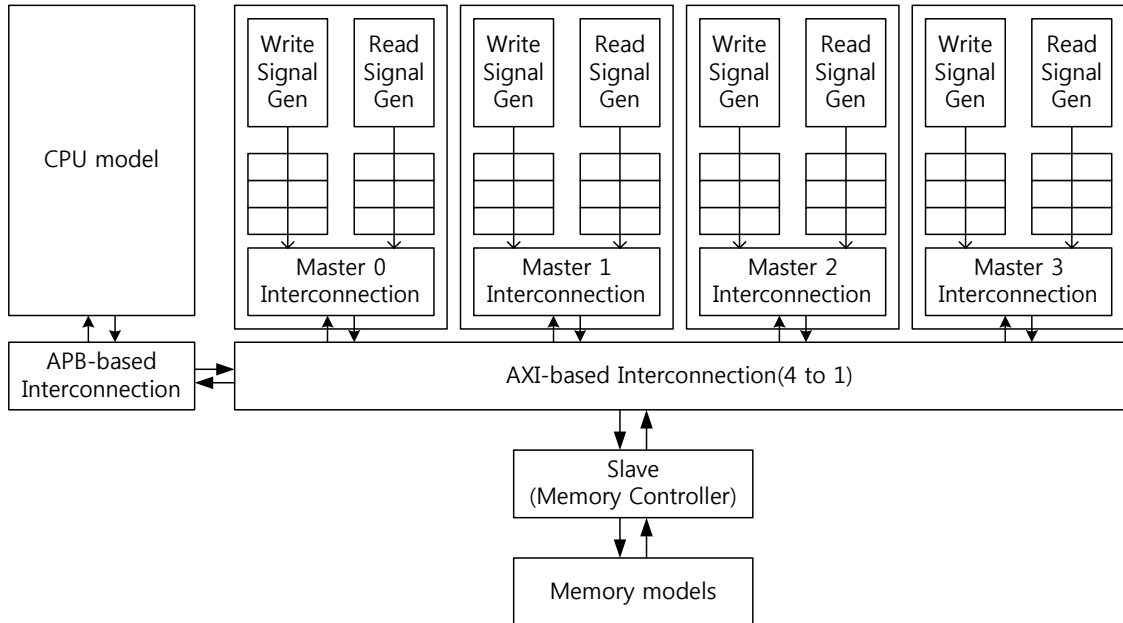 CPU model
Write
Signal
Gen
Read
Signal
Gen
Master 0
Interconnection
Write
Signal
Gen
Read
Signal
Gen
Master 1
Interconnection
Write
Signal
Gen
Read
Signal
Gen
Master 2
Interconnection
Write
Signal
Gen
Read
Signal
Gen
Master 3
Interconnection
APB-based
Interconnection
AXI-based Interconnection(4 to 1)
Slave
(Memory Controller)
Memory models